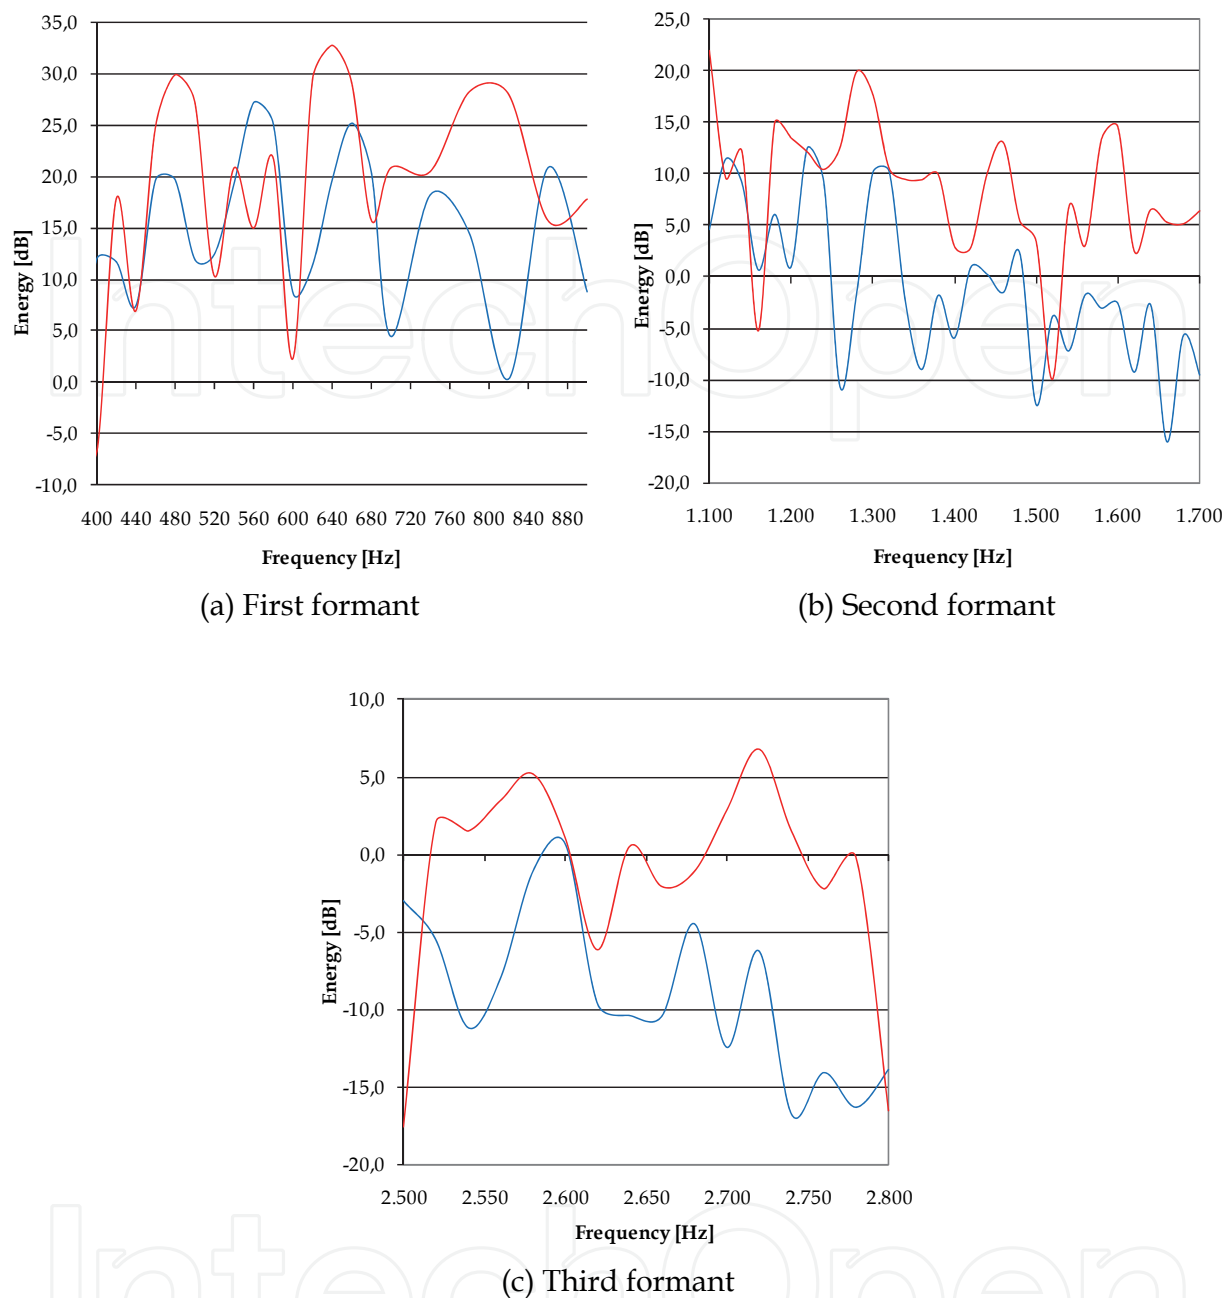 35,0
30,0
25,0
20,0
15,0
10,0
5,0
0,0
-5,0
-10,0
Energy [dB]
400 440 480 520 560 600 640 680 720 760 800 840 880
Frequency [Hz]
(a) First formant
25,0
20,0
15,0
10,0
5,0
0,0
-5,0
-10,0
-15,0
-20,0
Energy [dB]
1.100 1.200 1.300 1.400 1.500 1.600 1.700
Frequency [Hz]
(b) Second formant
10,0
5,0
0,0
-5,0
-10,0
-15,0
-20,0
Energy [dB]
2.500 2.550 2.600 2.650 2.700 2.750 2.800
Frequency [Hz]
(c) Third formant
IntechOpen
IntechOpen